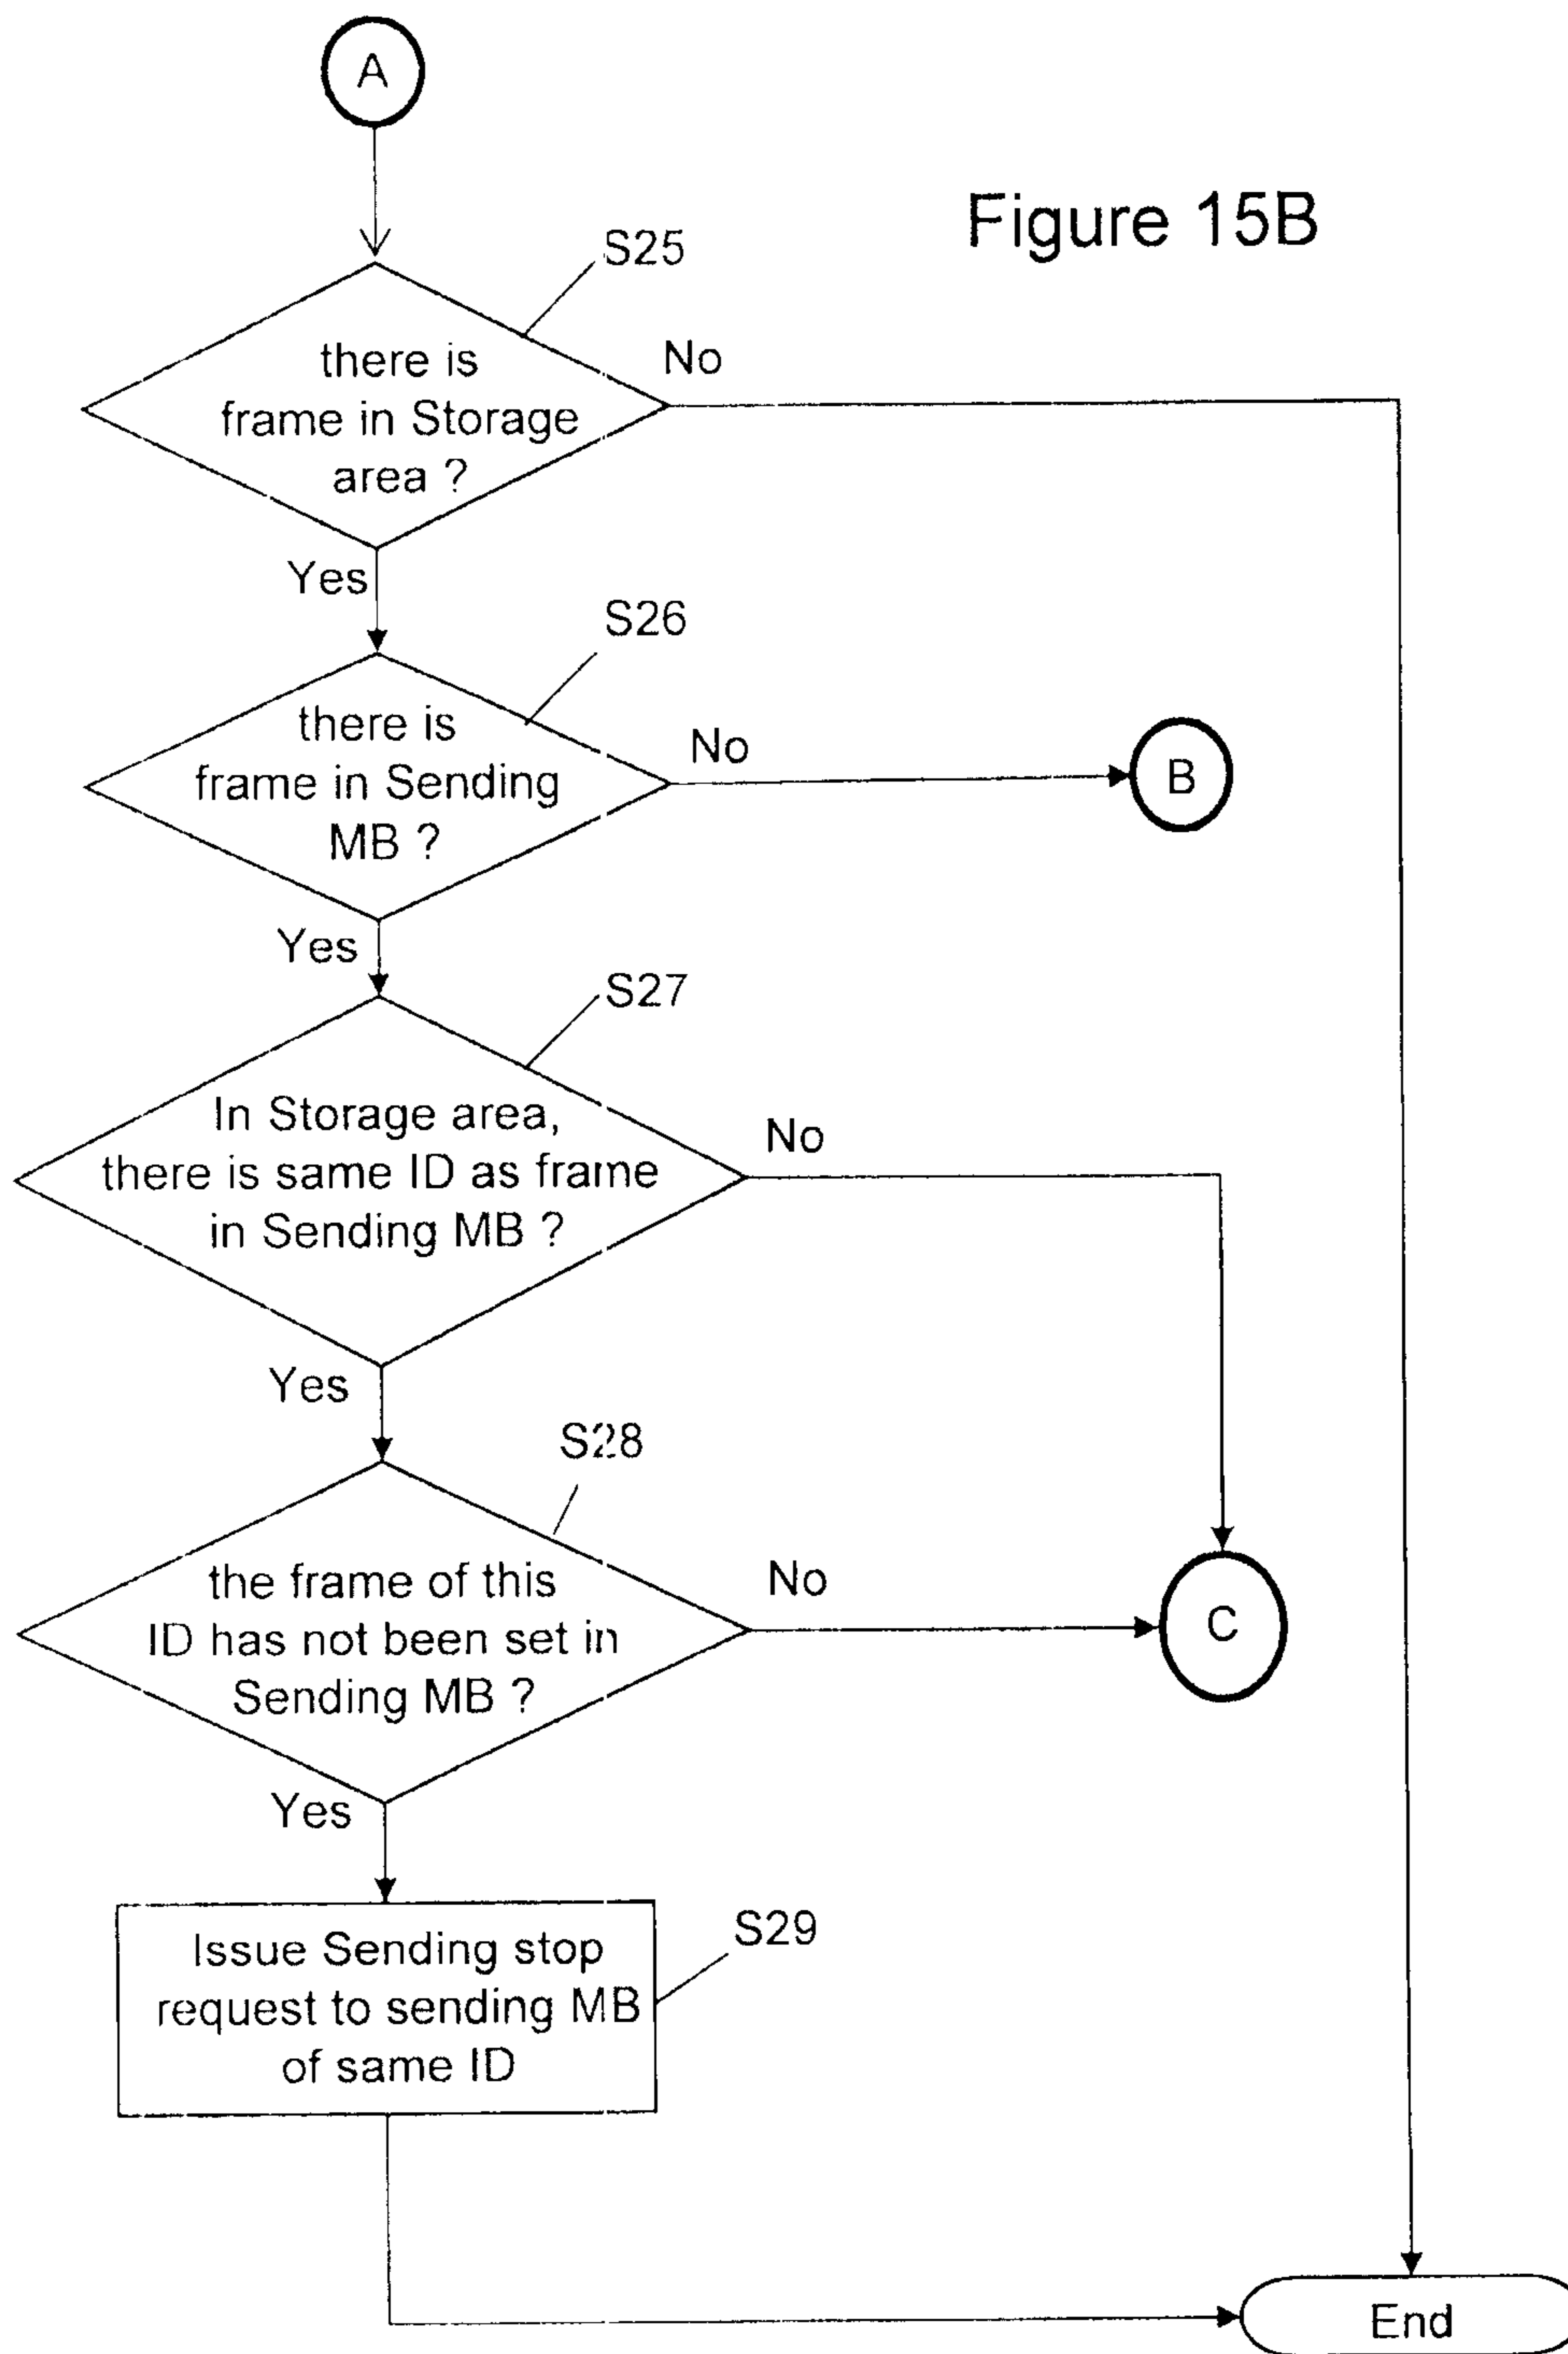 A
Figure 15B
S25
there is
frame in Storage
area ?
No
Yes
S26
there is
frame in Sending
MB ?
No
B
Yes
S27
In Storage area,
there is same ID as frame
in Sending MB ?
No
Yes
S28
the frame of this
ID has not been set in
Sending MB ?
No
C
Yes
S29
Issue Sending stop
request to sending MB
of same ID
End